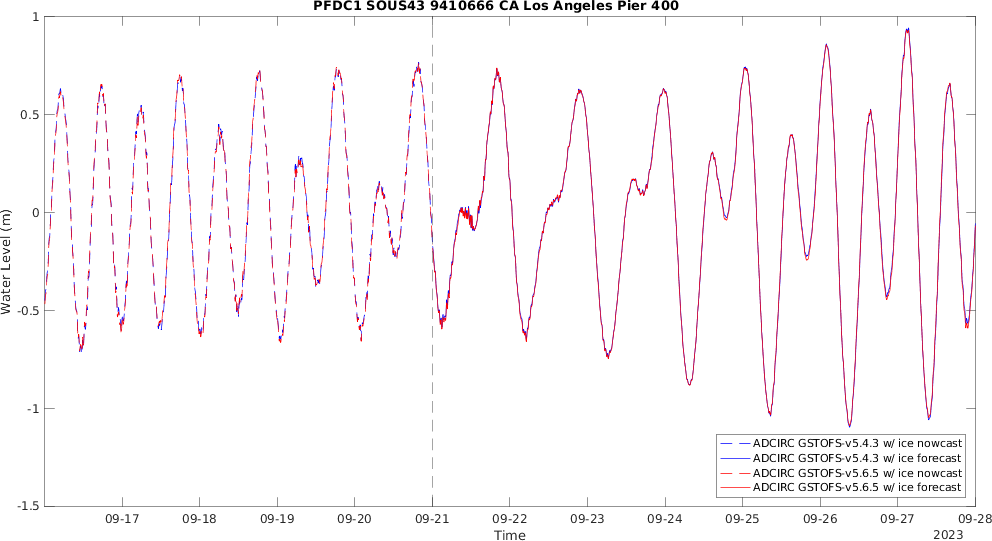 PFDC1 SOUS43 9410666 CA Los Angeles Pier 400
1
0.5
0
-0.5
-1
-1.5
Water Level (m)
ADCIRC GSTOFS-v5.4.3 w/ ice nowcast
ADCIRC GSTOFS-v5.4.3 w/ ice forecast
ADCIRC GSTOFS-v5.6.5 w/ ice nowcast
ADCIRC GSTOFS-v5.6.5 w/ ice forecast
09-17 09-18 09-19 09-20 09-21 09-22 09-23 09-24 09-25 09-26 09-27 09-28
Time
2023